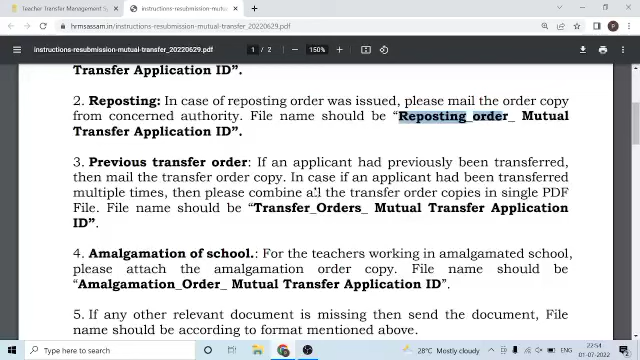 Teacher Transfer Management S
instructions-resubmission-mutual
hrmsassam.in/instructions-resubmission-mutual-transfer_20220629.pdf
P
instructions-resubmission-mutual-transfer_20220629.pdf
1 / 2
150%
Transfer Application ID”.
2. Reposting: In case of reposting order was issued, please mail the order copy
from concerned authority. File name should be “Reposting_order_ Mutual
Transfer Application ID”.
3. Previous transfer order: If an applicant had previously been transferred,
then mail the transfer order copy. In case if an applicant had been transferred
multiple times, then please combine all the transfer order copies in single PDF
File. File name should be “Transfer_Orders_ Mutual Transfer Application
ID”.
4. Amalgamation of school.: For the teachers working in amalgamated school,
please attach the amalgamation order copy. File name should be
“Amalgamation_Order_ Mutual Transfer Application ID”.
5. If any other relevant document is missing then send the document,
File name should be according to format mentioned above.
28°C Mostly cloudy
ENG
22:54
01-07-2022